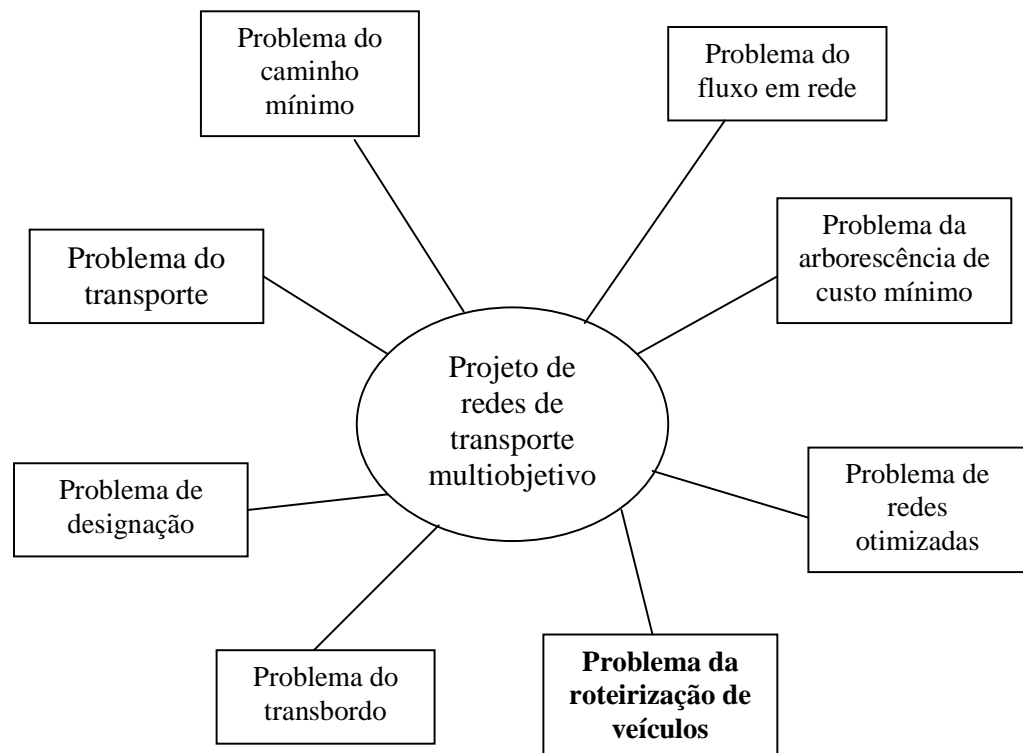 Problema do
caminho
mínimo
Problema do
fluxo em rede
Problema do
transporte
Problema da
arborescência de
custo mínimo
Projeto de
redes de
transporte
multiobjetivo
Problema de
designação
Problema de
redes
otimizadas
Problema do
transbordo
Problema da
roteirização de
veículos